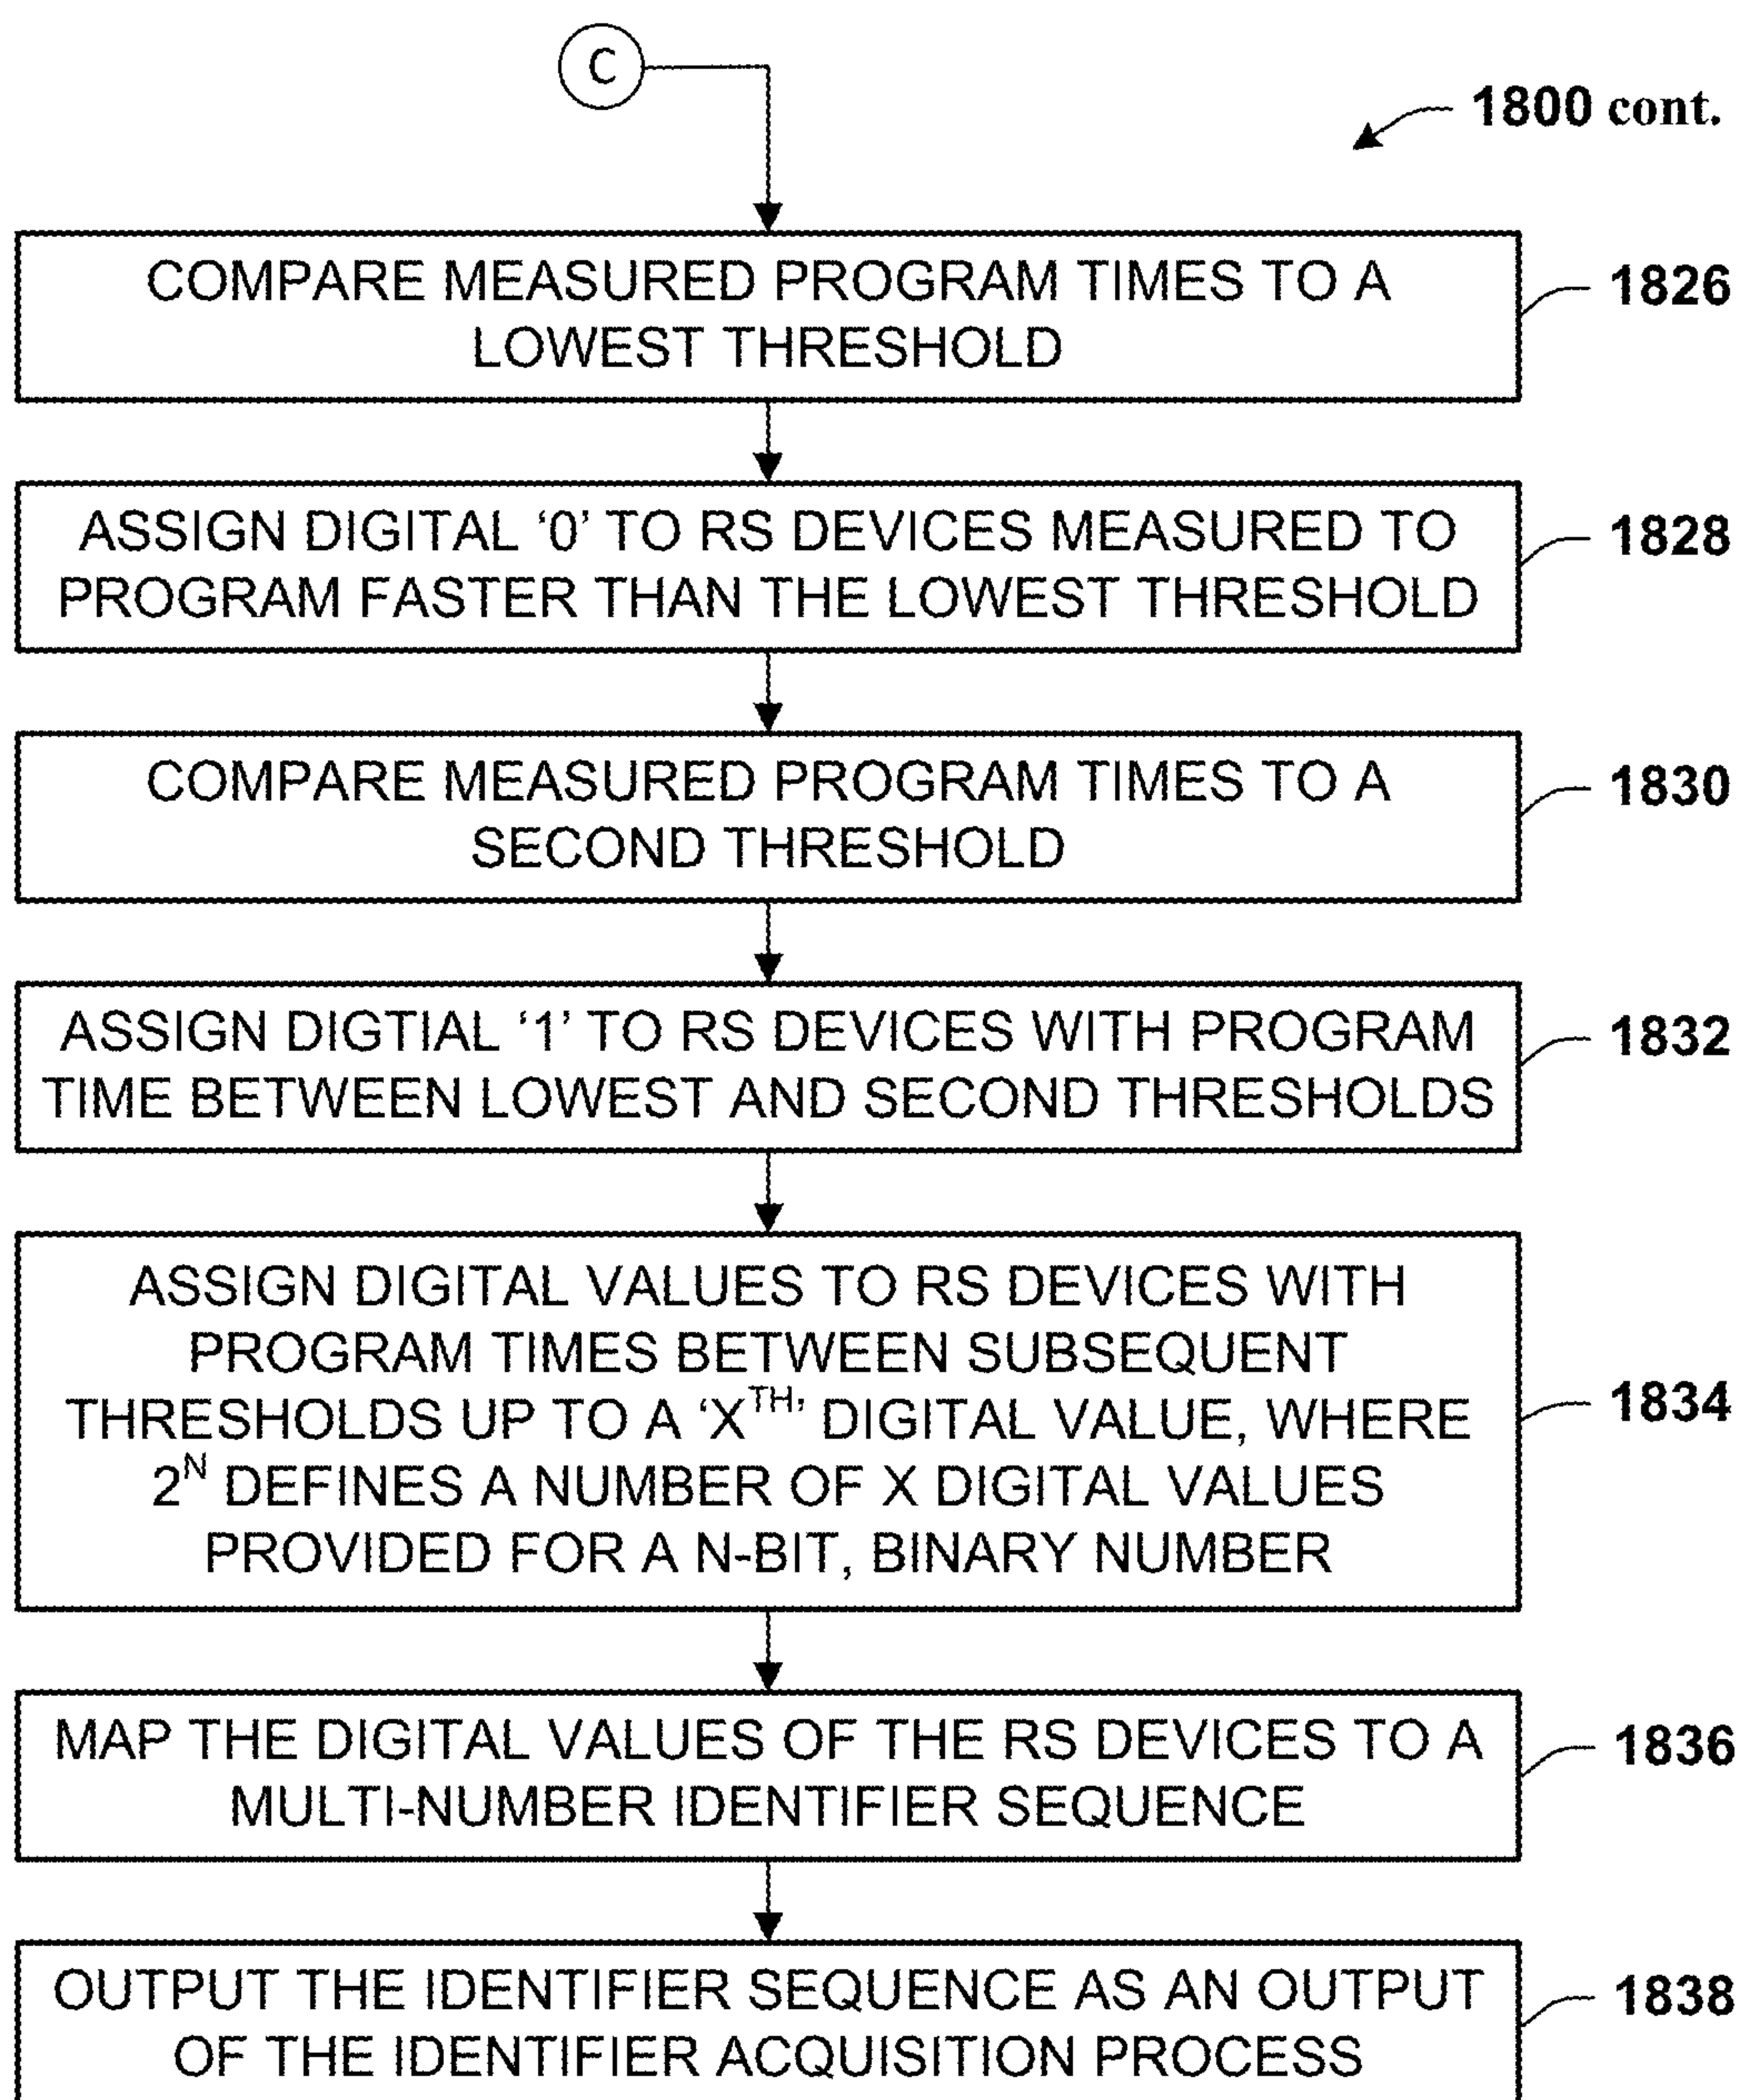 C
1800 cont.
COMPARE MEASURED PROGRAM TIMES TO A
LOWEST THRESHOLD
1826
ASSIGN DIGITAL ‘0’ TO RS DEVICES MEASURED TO
PROGRAM FASTER THAN THE LOWEST THRESHOLD
1828
COMPARE MEASURED PROGRAM TIMES TO A
SECOND THRESHOLD
1830
ASSIGN DIGTIAL ‘1’ TO RS DEVICES WITH PROGRAM
TIME BETWEEN LOWEST AND SECOND THRESHOLDS
1832
ASSIGN DIGITAL VALUES TO RS DEVICES WITH
PROGRAM TIMES BETWEEN SUBSEQUENT
THRESHOLDS UP TO A ‘X^TH’ DIGITAL VALUE, WHERE
2^N DEFINES A NUMBER OF X DIGITAL VALUES
PROVIDED FOR A N-BIT, BINARY NUMBER
1834
MAP THE DIGITAL VALUES OF THE RS DEVICES TO A
MULTI-NUMBER IDENTIFIER SEQUENCE
1836
OUTPUT THE IDENTIFIER SEQUENCE AS AN OUTPUT
OF THE IDENTIFIER ACQUISITION PROCESS
1838